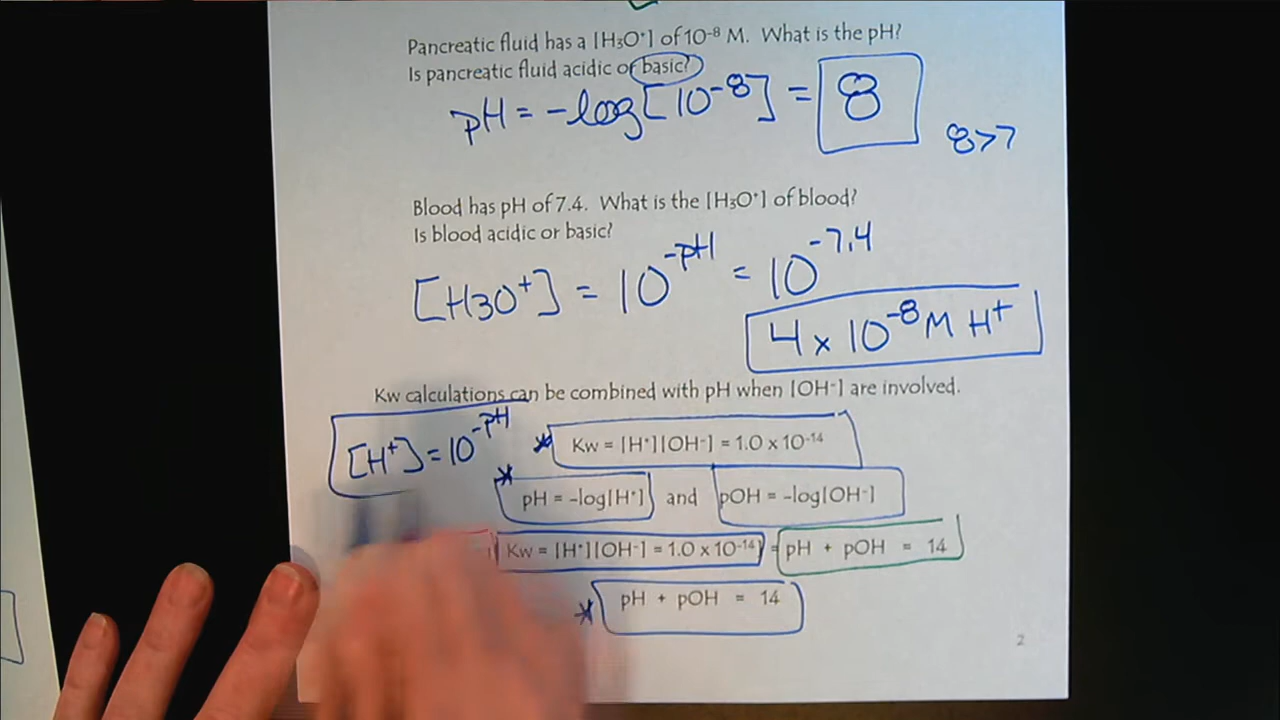 Pancreatic fluid has a [H₃O⁺] of 10⁻⁸ M. What is the pH?
Is pancreatic fluid acidic or basic?
pH = -log[10⁻⁸] = 8
8>7
Blood has pH of 7.4. What is the [H₃O⁺] of blood?
Is blood acidic or basic?
[H3O⁺] = 10^-pH = 10^-7.4
4 x 10⁻⁸ M H⁺
Kw calculations can be combined with pH when [OH⁻] are involved.
[H⁺] = 10^-pH
* Kw = [H⁺][OH⁻] = 1.0 x 10⁻¹⁴
* pH = -log[H⁺] and pOH = -log[OH⁻]
Kw = [H⁺][OH⁻] = 1.0 x 10⁻¹⁴ = pH + pOH = 14
* pH + pOH = 14
2